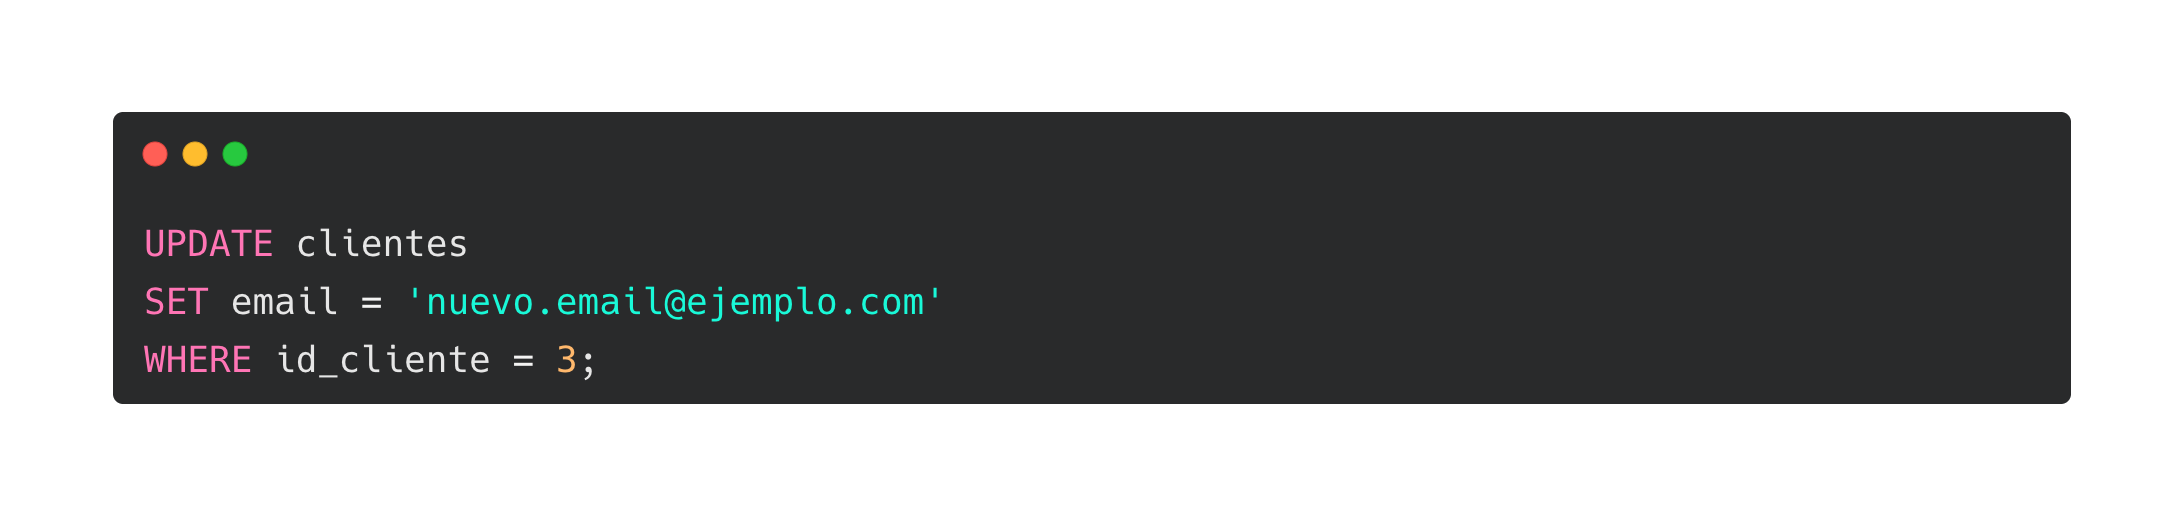 UPDATE clientes
SET email = 'nuevo.email@ejemplo.com'
WHERE id_cliente = 3;